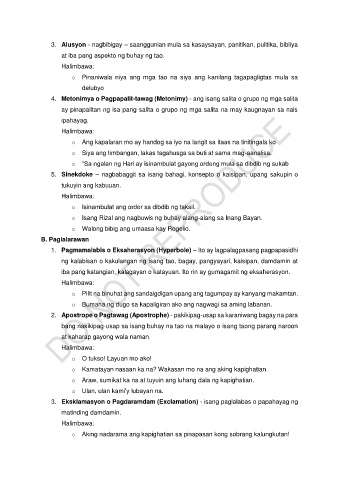 3. Alusyon - nagbibigay – saanggunian mula sa kasaysayan, panitikan, pulitika, bibliya
at iba pang aspekto ng buhay ng tao.
Halimbawa:
o Pinaniwala niya ang mga tao na siya ang kanilang tagapagligtas mula sa
delubyo
4. Metonimya o Pagpapalit-tawag (Metonimy) - ang isang salita o grupo ng mga salita
ay pinapalitan ng isa pang salita o grupo ng mga salita na may kaugnayan sa nais
ipahayag.
Halimbawa:
o Ang kapalaran mo ay handog sa iyo na langit sa itaas na tinitingala ko
o Siya ang timbangan, lakas tagahusga sa buti at sama mag-aanalisa.
o "Sa ngalan ng Hari ay isinambulat gayong ordeng mula sa dibdib ng sukab
5. Sinekdoke – nagbabaggit sa isang bahagi, konsepto o kaisipan, upang sakupin o
tukuyin ang kabuuan.
Halimbawa:
o Isinambulat ang order sa dibdib ng taksil.
o Isang Rizal ang nagbuwis ng buhay alang-alang sa Inang Bayan.
o Walong bibig ang umaasa kay Rogelio.
B. Paglalarawan
1. Pagmamalabis o Eksaherasyon (Hyperbole) – Ito ay lagpalagpasang pagpapasidhi
ng kalabisan o kakulangan ng isang tao, bagay, pangyayari, kaisipan, damdamin at
iba pang katangian, kalagayan o katayuan. Ito rin ay gumagamit ng eksaherasyon.
Halimbawa:
o Pilit na binuhat ang sandaigdigan upang ang tagumpay ay kanyang makamtan.
o Bumaha ng dugo sa kapaligiran ako ang nagwagi sa aming labanan.
2. Apostrope o Pagtawag (Apostrophe) - pakikipag-usap sa karaniwang bagay na para
bang nakikipag-usap sa isang buhay na tao na malayo o isang taong parang naroon
at kaharap gayong wala naman.
Halimbawa:
o O tukso! Layuan mo ako!
o Kamatayan nasaan ka na? Wakasan mo na ang aking kapighatian.
o Araw, sumikat ka na at tuyuin ang luhang dala ng kapighatian.
o Ulan, ulan kami'y lubayan na.
3. Eksklamasyon o Pagdaramdam (Exclamation) - isang paglalabas o papahayag ng
matinding damdamin.
Halimbawa:
o Aking nadarama ang kapighatian sa pinapasan kong sobrang kalungkutan!
DO NOT REPRODUCE